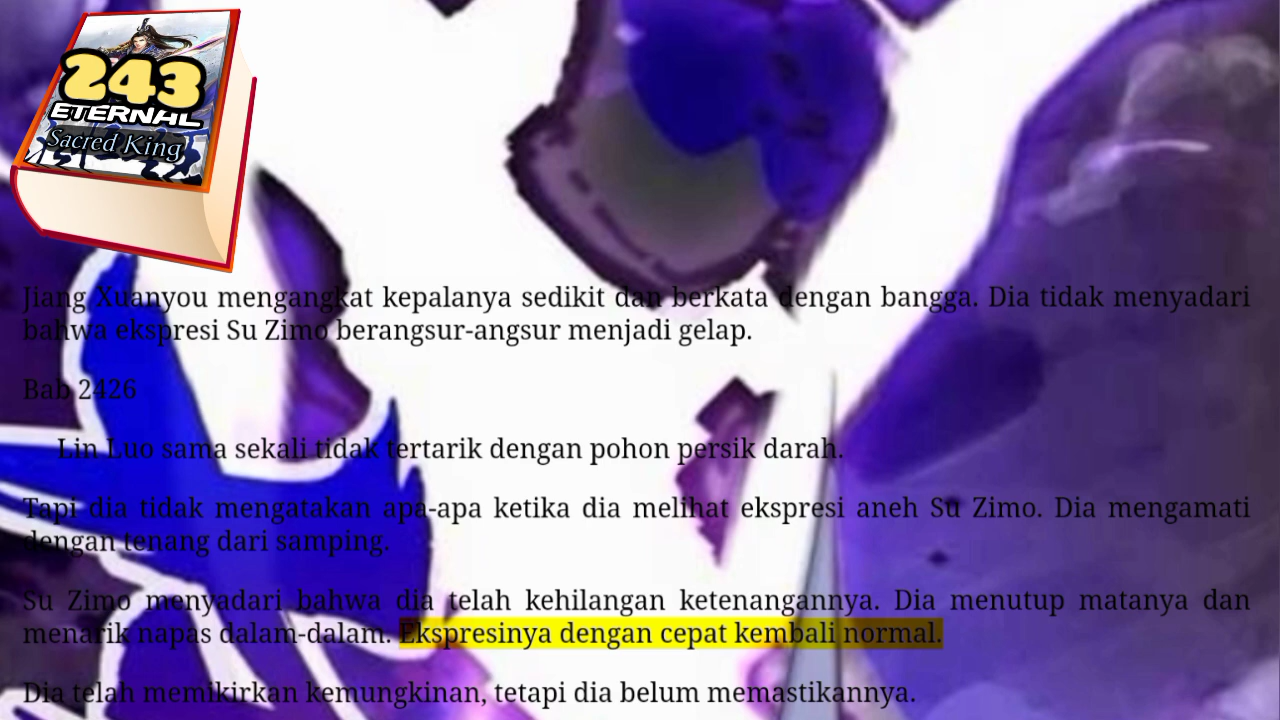 243
ETERNAL
Sacred King
Jiang Xuanyou mengangkat kepalanya sedikit dan berkata dengan bangga. Dia tidak menyadari
bahwa ekspresi Su Zimo berangsur-angsur menjadi gelap.
Bab 2426
Lin Luo sama sekali tidak tertarik dengan pohon persik darah.
Tapi dia tidak mengatakan apa-apa ketika dia melihat ekspresi aneh Su Zimo. Dia mengamati
dengan tenang dari samping.
Su Zimo menyadari bahwa dia telah kehilangan ketenangannya. Dia menutup matanya dan
menarik napas dalam-dalam. Ekspresinya dengan cepat kembali normal.
Dia telah memikirkan kemungkinan, tetapi dia belum memastikannya.